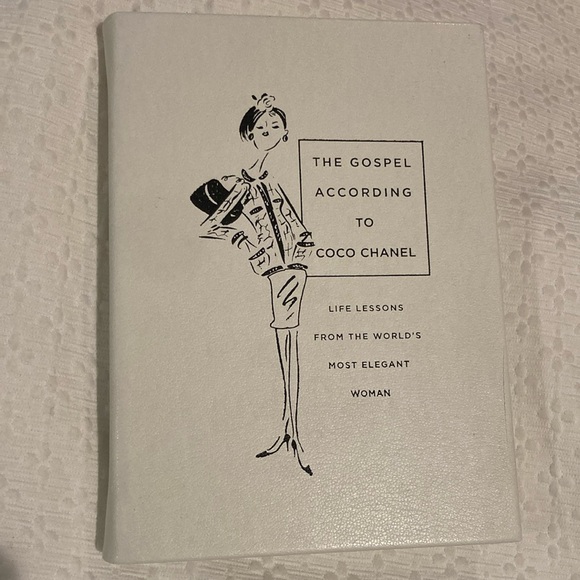 THE GOSPEL
ACCORDING
TO
COCO CHANEL
LIFE LESSONS
FROM THE WORLD'S
MOST ELEGANT
WOMAN